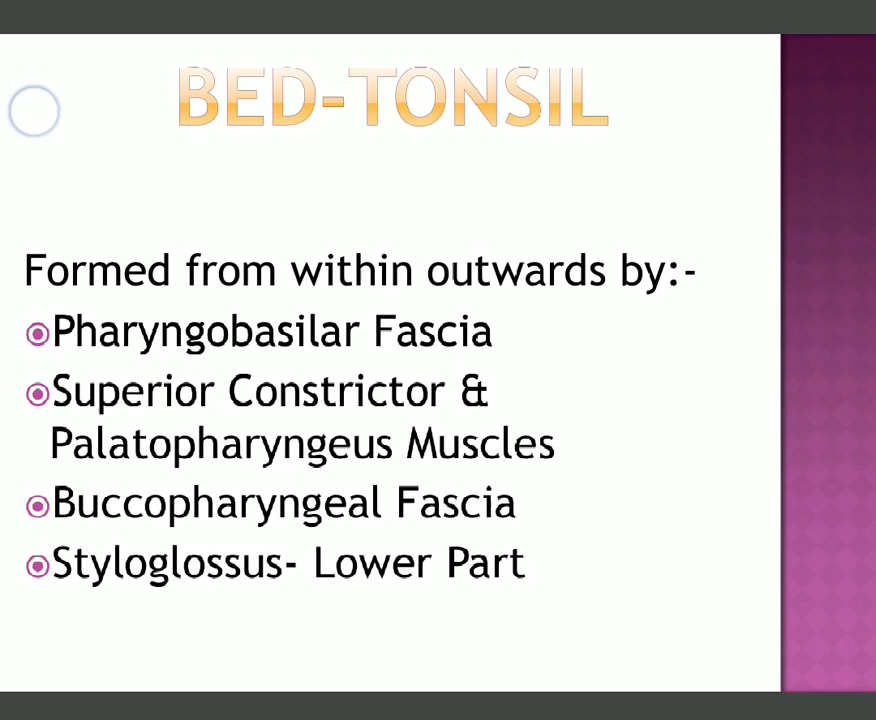 BED-TONSIL
Formed from within outwards by:-
Pharyngobasilar Fascia
Superior Constrictor &
Palatopharyngeus Muscles
Buccopharyngeal Fascia
Styloglossus- Lower Part